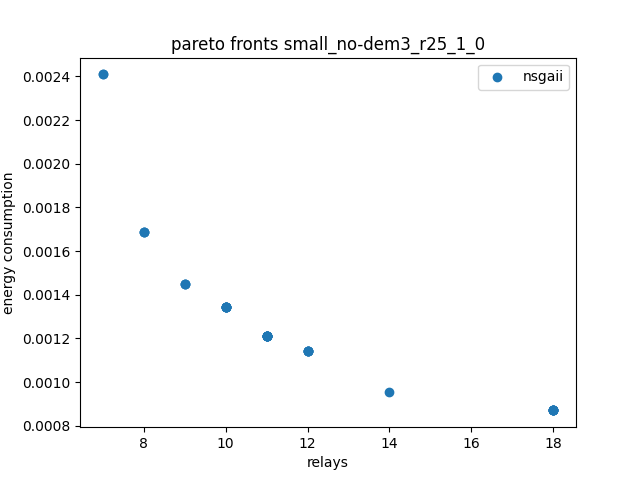 pareto fronts small_no-dem3_r25_1_0
nsgaii
energy consumption
0.0024
0.0022
0.0020
0.0018
0.0016
0.0014
0.0012
0.0010
0.0008
8 10 12 14 16 18
relays